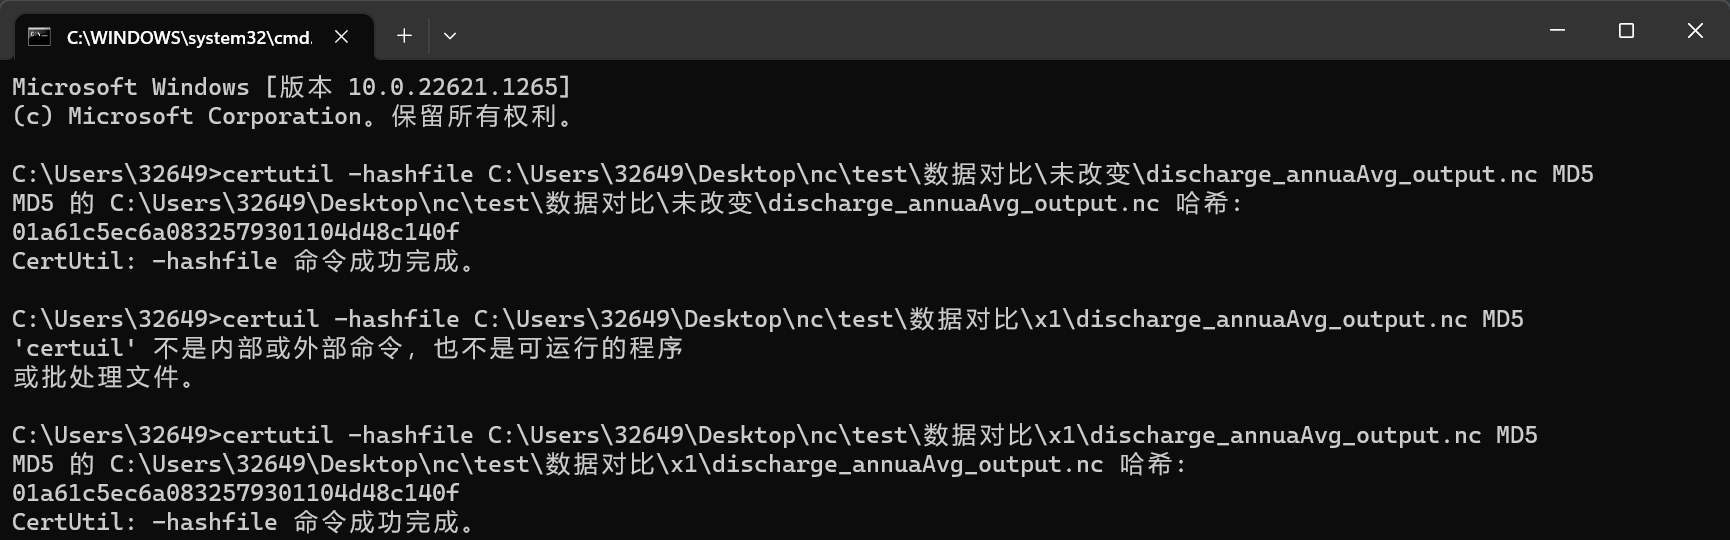 C:\WINDOWS\system32\cmd.
Microsoft Windows [版本 10.0.22621.1265]
(c) Microsoft Corporation。保留所有权利。
C:\Users\32649>certutil -hashfile C:\Users\32649\Desktop\nc\test\数据对比\未改变\discharge_annuaAvg_output.nc MD5
MD5 的 C:\Users\32649\Desktop\nc\test\数据对比\未改变\discharge_annuaAvg_output.nc 哈希:
01a61c5ec6a0832579301104d48c140f
CertUtil: -hashfile 命令成功完成。
C:\Users\32649>certuil -hashfile C:\Users\32649\Desktop\nc\test\数据对比\x1\discharge_annuaAvg_output.nc MD5
'certuil' 不是内部或外部命令，也不是可运行的程序
或批处理文件。
C:\Users\32649>certutil -hashfile C:\Users\32649\Desktop\nc\test\数据对比\x1\discharge_annuaAvg_output.nc MD5
MD5 的 C:\Users\32649\Desktop\nc\test\数据对比\x1\discharge_annuaAvg_output.nc 哈希:
01a61c5ec6a0832579301104d48c140f
CertUtil: -hashfile 命令成功完成。